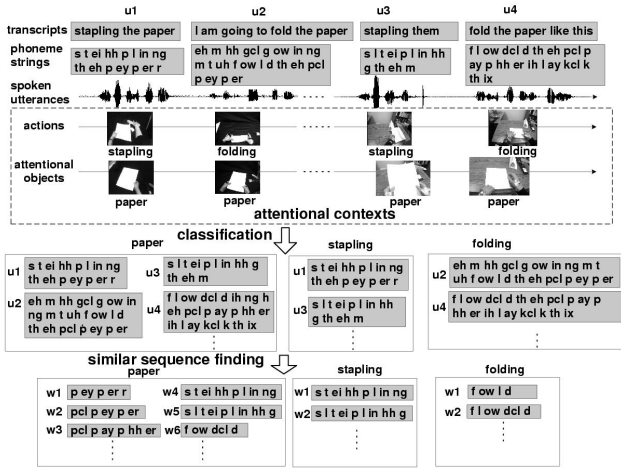 u1 u2 u3 u4
transcripts stapling the paper I am going to fold the paper stapling them fold the paper like this
phoneme strings
s t ei hh p l in ng
th eh p ey p er r
eh m hh gcl g ow in ng
m t uh f ow l d th eh pcl
p ey p er
s l t ei p l in hh
g th eh m
f l ow dcl d th eh pcl p
ay p hh er ih l ay kcl k
th ix
spoken utterances
actions
stapling folding stapling folding
attentional objects
paper paper paper paper
attentional contexts
classification
paper
u1 s t ei hh p l in ng
th eh p ey p er r
u3 s l t ei p l in hh g
th eh m
u2 eh m hh gcl g ow in
ng m t uh f ow l d
th eh pcl p ey p er
u4 f l ow dcl d ih ng h
eh pcl p ay p hh er
ih l ay kcl k th ix
stapling
u1 s t ei hh p l in ng
th eh p ey p er r
u3 s l t ei p l in hh
g th eh m
folding
u2 eh m hh gcl g ow in ng m t
uh f ow l d th eh pcl p ey p er
u4 f l ow dcl d th eh pcl p ay p
hh er ih l ay kcl k th ix
similar sequence finding
paper
w1 p ey p er r
w2 pcl p ey p er
w3 pcl p ay p hh er
w4 s t ei hh p l in ng
w5 s l t ei p l in hh g
w6 f ow dcl d
stapling
w1 s t ei hh p l in ng
w2 s l t ei p l in hh g
folding
w1 f ow l d
w2 f l ow dcl d